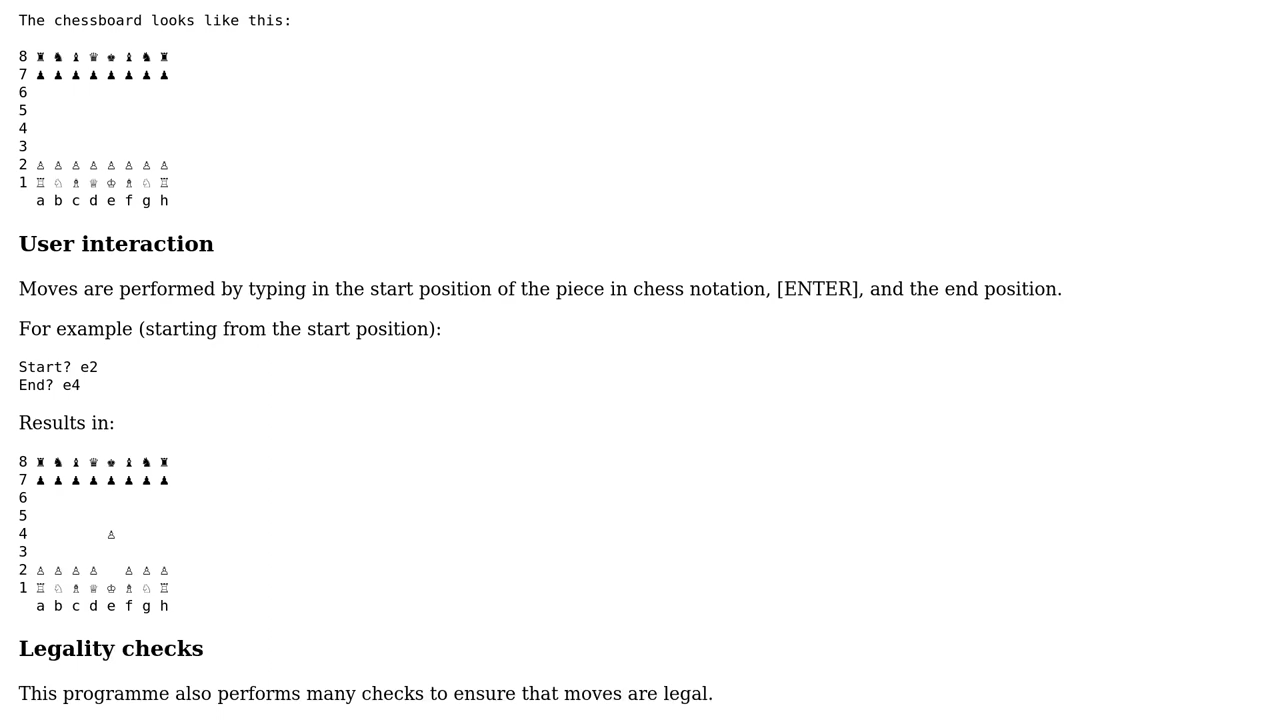 The chessboard looks like this:
8 ♜ ♞ ♝ ♛ ♚ ♝ ♞ ♜
7 ♟ ♟ ♟ ♟ ♟ ♟ ♟ ♟
6
5
4
3
2 ♙ ♙ ♙ ♙ ♙ ♙ ♙ ♙
1 ♖ ♘ ♗ ♕ ♔ ♗ ♘ ♖
  a b c d e f g h
User interaction
Moves are performed by typing in the start position of the piece in chess notation, [ENTER], and the end position.
For example (starting from the start position):
Start? e2
End? e4
Results in:
8 ♜ ♞ ♝ ♛ ♚ ♝ ♞ ♜
7 ♟ ♟ ♟ ♟ ♟ ♟ ♟ ♟
6
5
4         ♙
3
2 ♙ ♙ ♙ ♙   ♙ ♙ ♙
1 ♖ ♘ ♗ ♕ ♔ ♗ ♘ ♖
  a b c d e f g h
Legality checks
This programme also performs many checks to ensure that moves are legal.